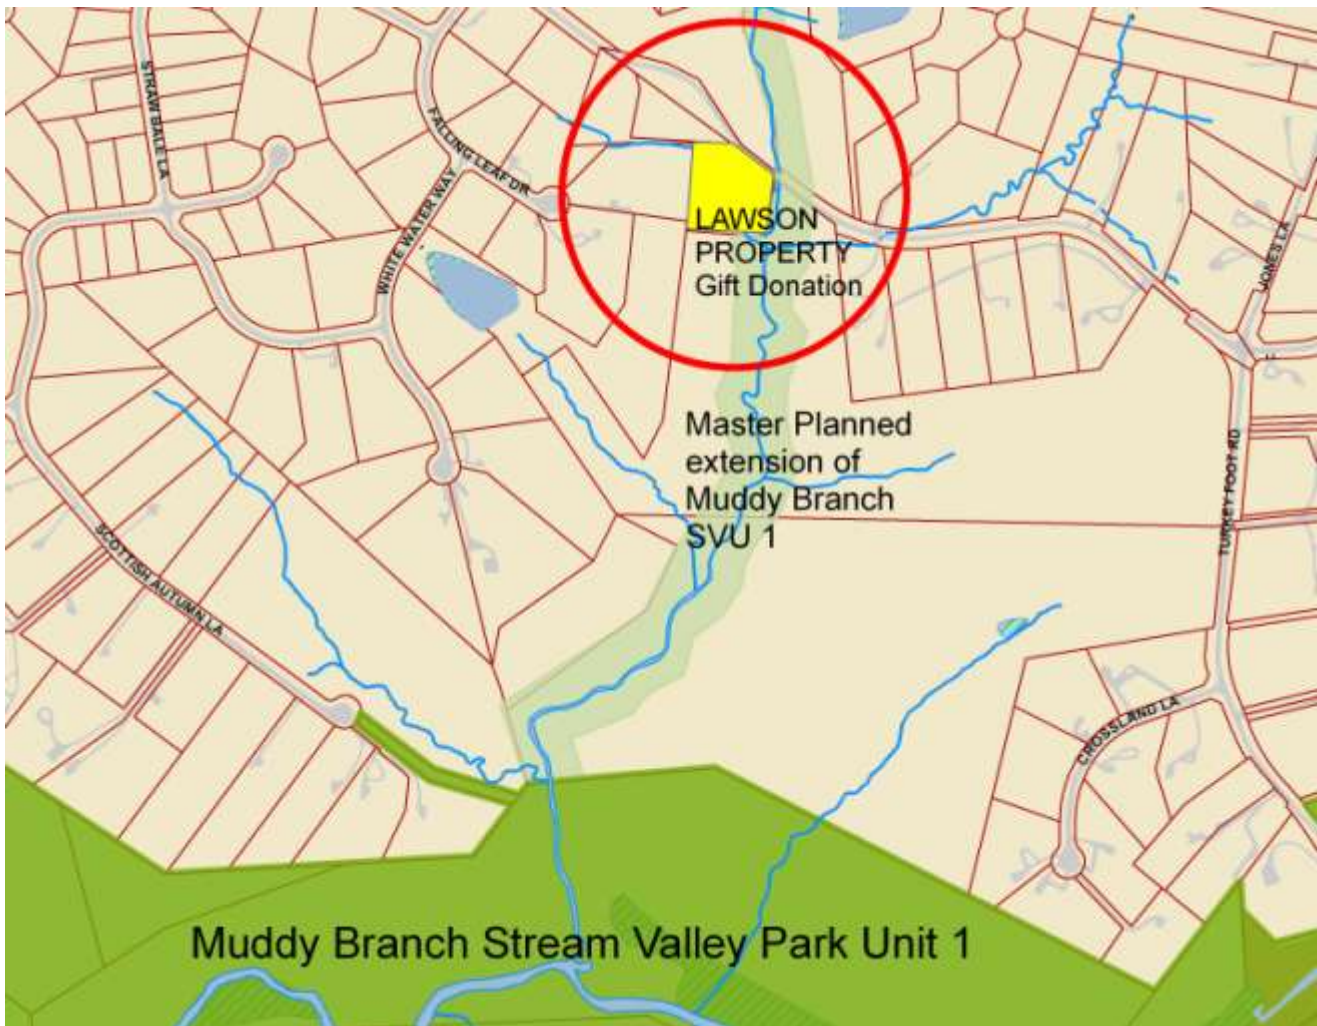 STRAW BALE LA
FALLING LEAF DR
WHITE WATER WAY
LAWSON
PROPERTY
Gift Donation
JONES LA
Master Planned
extension of
Muddy Branch
SVU 1
TURKEY FOOT RD
SCOTTISH AUTUMN LA
CROSSLAND LA
Muddy Branch Stream Valley Park Unit 1